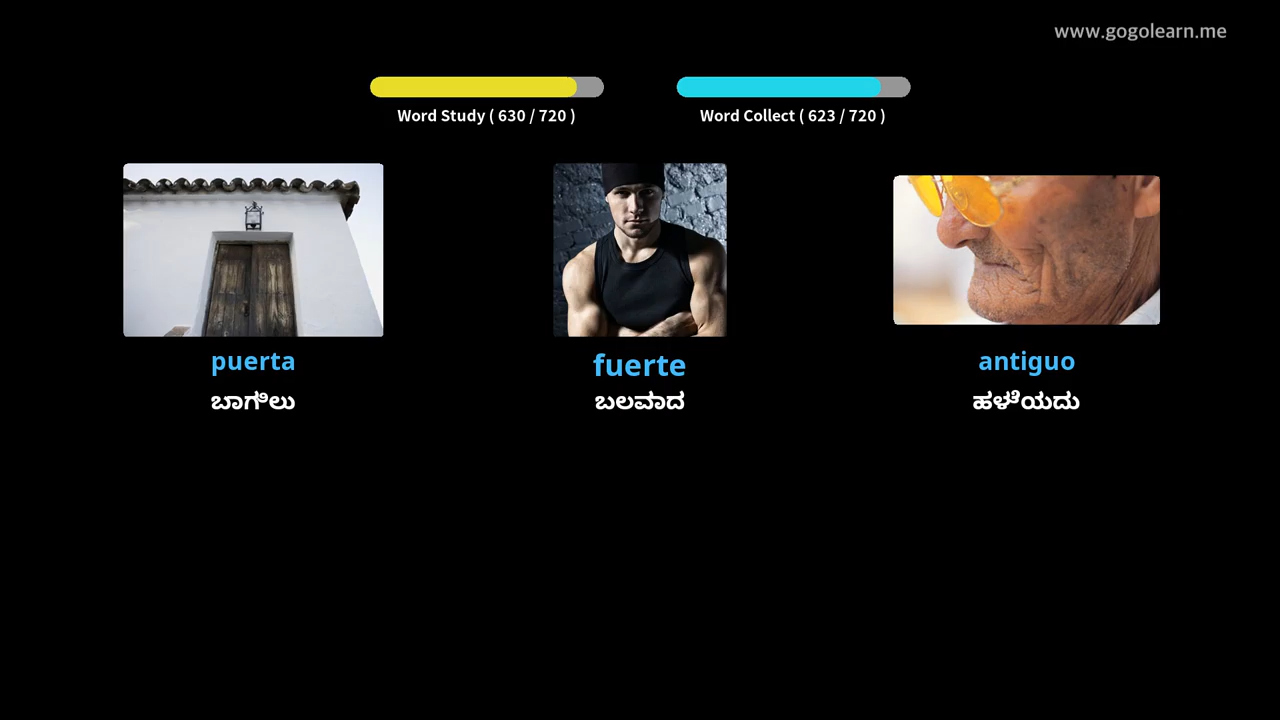 www.gogolearn.me
Word Study ( 630 / 720 )
Word Collect ( 623 / 720 )
puerta
fuerte
antiguo
ಬಾಗಿಲು
ಬಲವಾದ
ಹಳೆಯದು